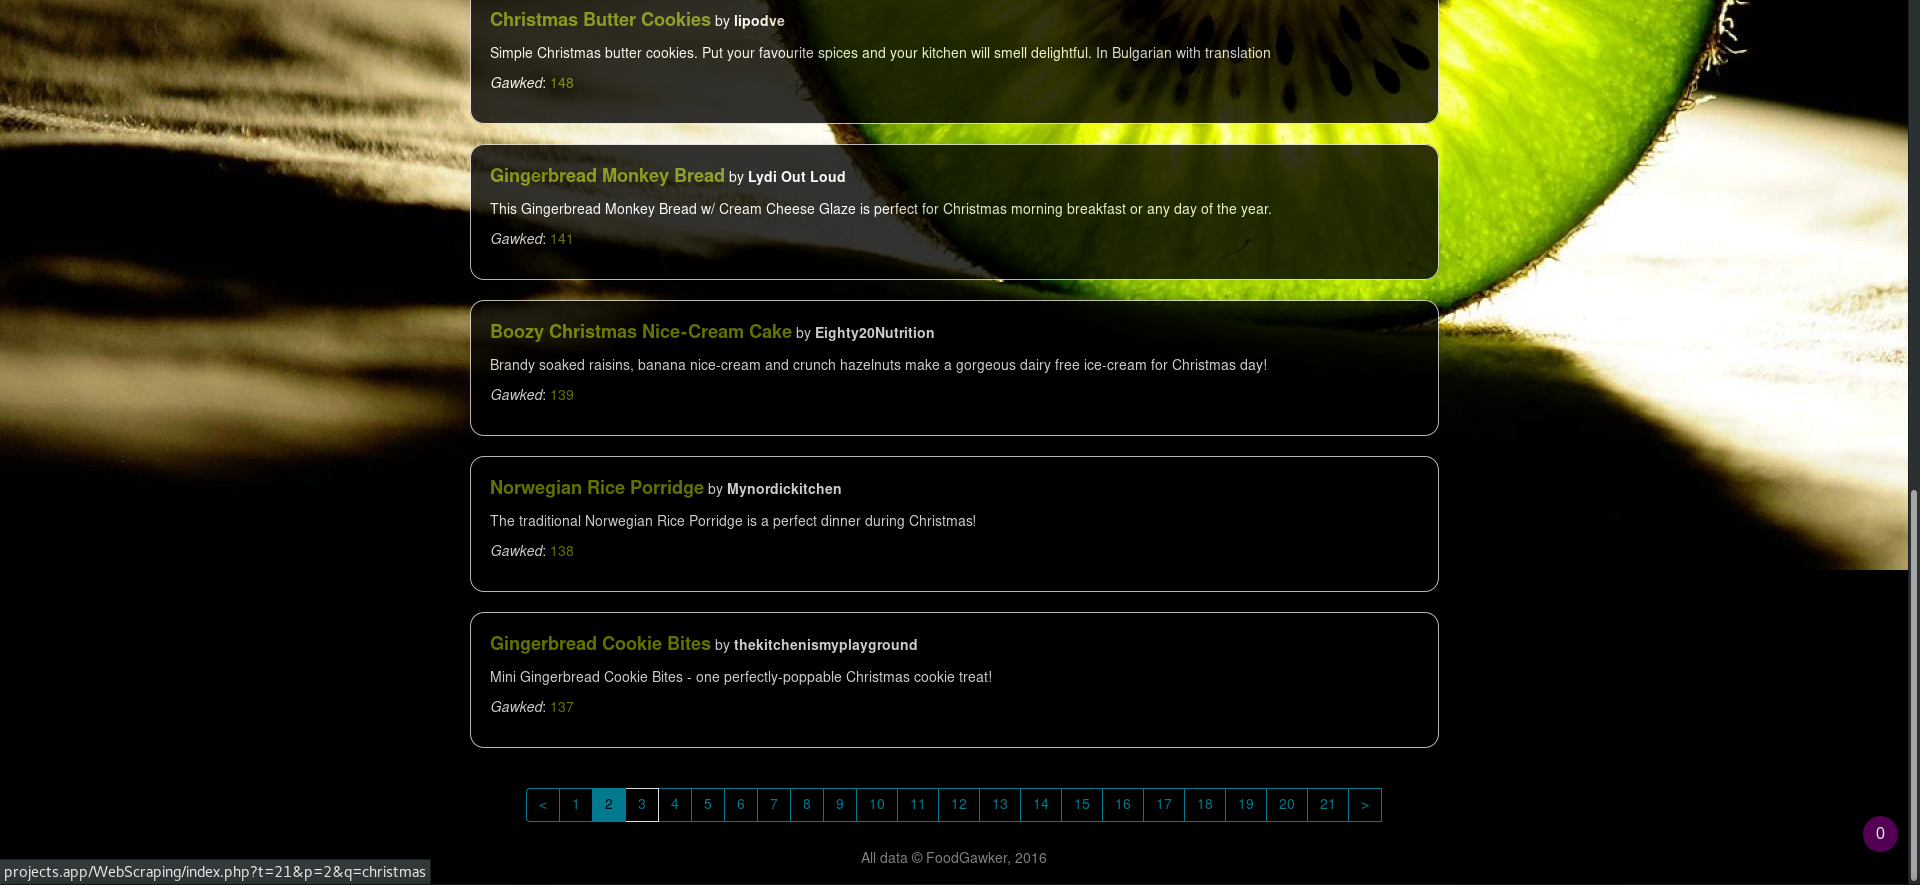 Christmas Butter Cookies by lipodve
Simple Christmas butter cookies. Put your favourite spices and your kitchen will smell delightful. In Bulgarian with translation
Gawked: 148
Gingerbread Monkey Bread by Lydi Out Loud
This Gingerbread Monkey Bread w/ Cream Cheese Glaze is perfect for Christmas morning breakfast or any day of the year.
Gawked: 141
Boozy Christmas Nice-Cream Cake by Eighty20Nutrition
Brandy soaked raisins, banana nice-cream and crunch hazelnuts make a gorgeous dairy free ice-cream for Christmas day!
Gawked: 139
Norwegian Rice Porridge by Mynordickitchen
The traditional Norwegian Rice Porridge is a perfect dinner during Christmas!
Gawked: 138
Gingerbread Cookie Bites by thekitchenismyplayground
Mini Gingerbread Cookie Bites - one perfectly-poppable Christmas cookie treat!
Gawked: 137
< 1 2 3 4 5 6 7 8 9 10 11 12 13 14 15 16 17 18 19 20 21 >
0
All data © FoodGawker, 2016
projects.app/WebScraping/index.php?t=21&p=2&q=christmas